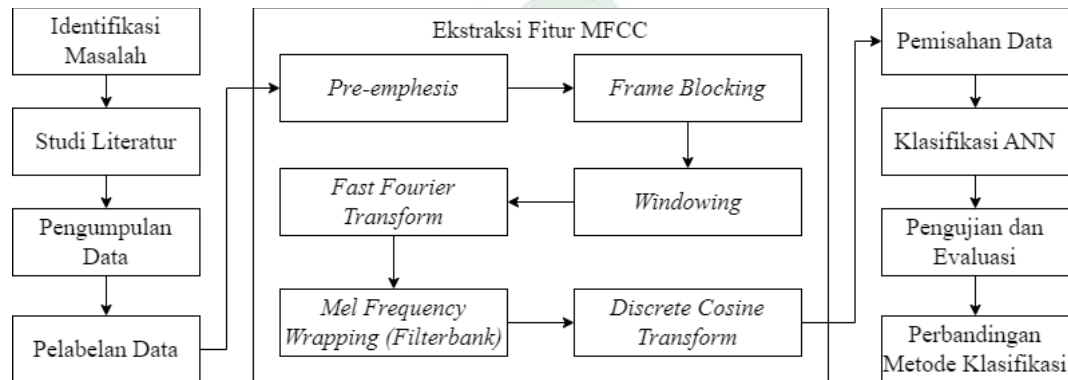 Identifikasi
Masalah
Studi Literatur
Pengumpulan
Data
Pelabelan Data
Ekstraksi Fitur MFCC
Pre-emphesis
Frame Blocking
Windowing
Fast Fourier
Transform
Mel Frequency
Wrapping (Filterbank)
Discrete Cosine
Transform
Pemisahan Data
Klasifikasi ANN
Pengujian dan
Evaluasi
Perbandingan
Metode Klasifikasi